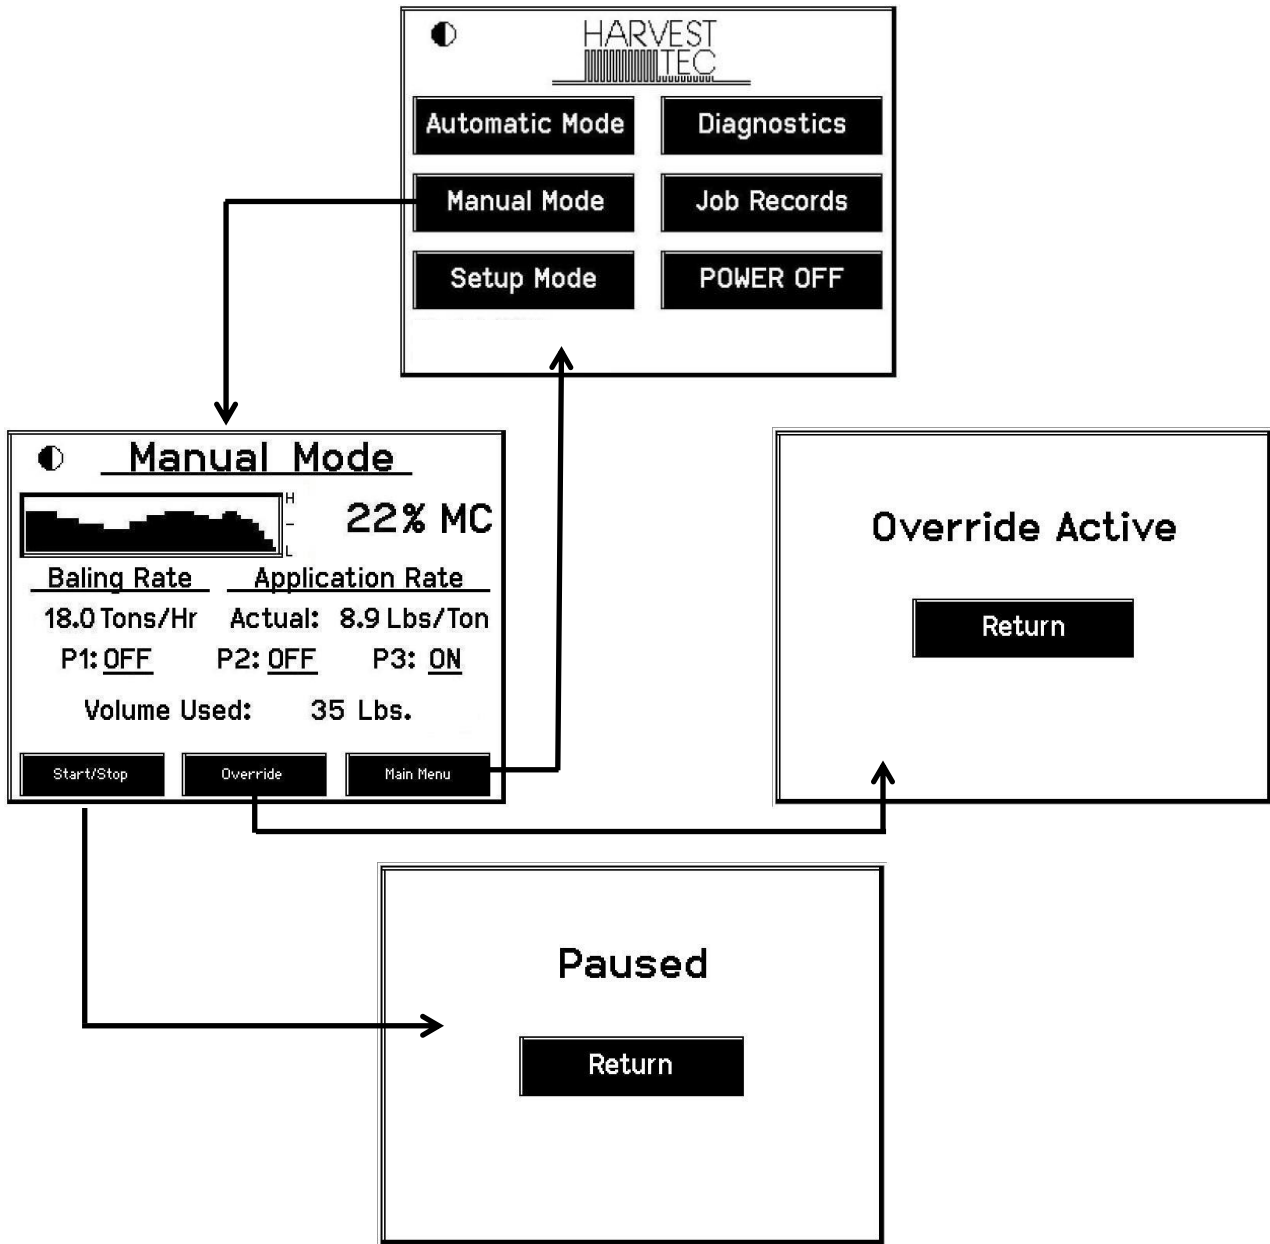 HARVEST
TEC
Automatic Mode Diagnostics
Manual Mode Job Records
Setup Mode POWER OFF
Manual Mode
H
22% MC
-
L
Baling Rate Application Rate
18.0 Tons/Hr Actual: 8.9 Lbs/Ton
P1: OFF P2: OFF P3: ON
Volume Used: 35 Lbs.
Start/Stop Override Main Menu
Override Active
Return
Paused
Return